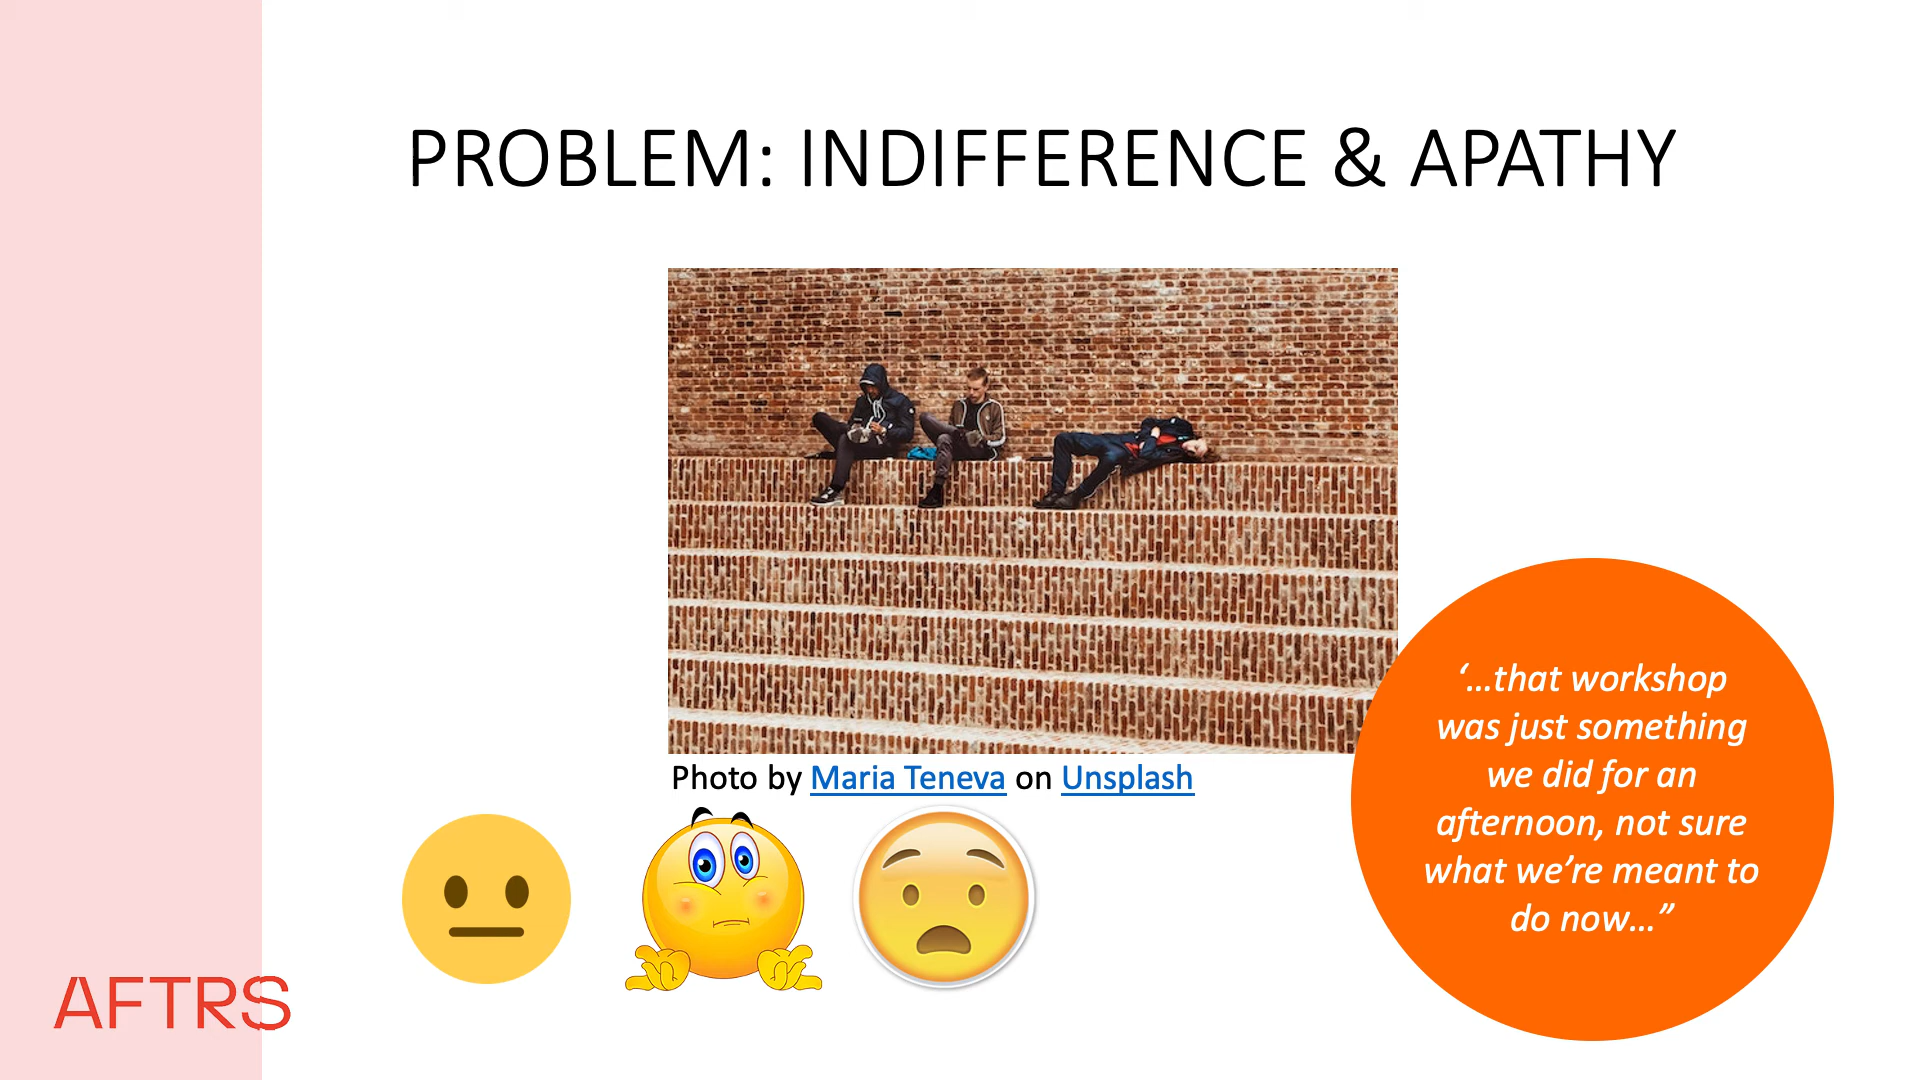 PROBLEM: INDIFFERENCE & APATHY
Photo by Maria Teneva on Unsplash
‘...that workshop
was just something
we did for an
afternoon, not sure
what we’re meant to
do now...”
AFTRS